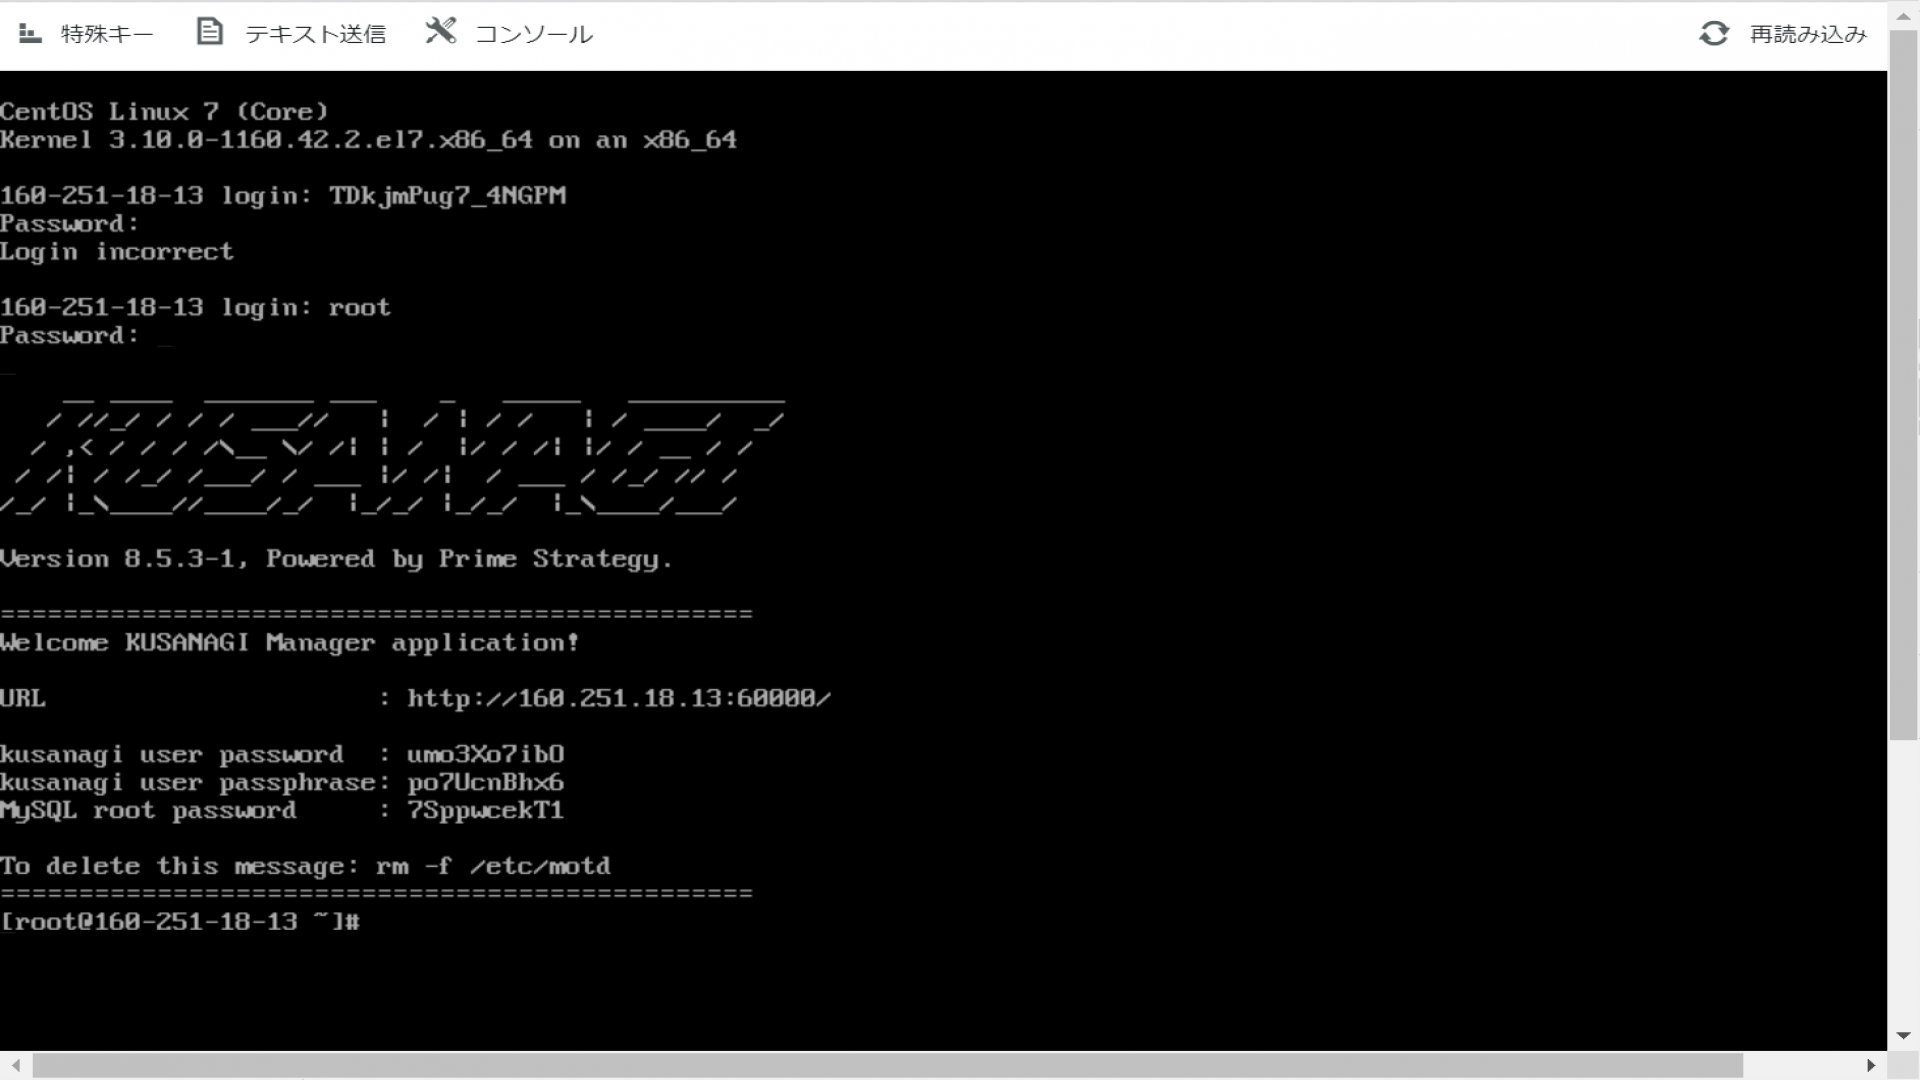 特殊キー テキスト送信 コンソール 再読み込み
CentOS Linux 7 (Core)
Kernel 3.10.0-1160.42.2.el7.x86_64 on an x86_64
160-251-18-13 login: TDkjmPug7_4NGPM
Password:
Login incorrect
160-251-18-13 login: root
Password: _
KUSANAGI
Version 8.5.3-1, Powered by Prime Strategy.
================================================
Welcome KUSANAGI Manager application!
URL : http://160.251.18.13:60000/
kusanagi user password : umo3Xo7ibO
kusanagi user passphrase: po7UcnBhx6
MySQL root password : 7SppwcekT1
To delete this message: rm -f /etc/motd
================================================
[root@160-251-18-13 ~]#